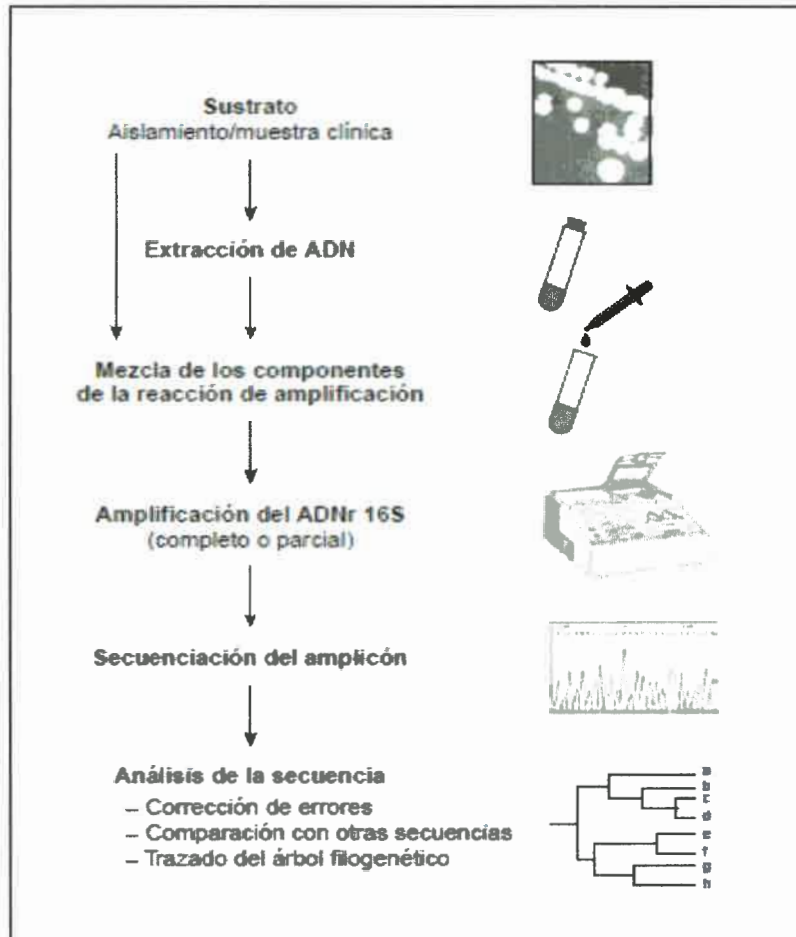 Sustrato
Aislamiento/muestra clínica
Extracción de ADN
Mezcla de los componentes
de la reacción de amplificación
Amplificación del ADNr 16S
(completo o parcial)
Secuenciación del amplicón
Análisis de la secuencia
– Corrección de errores
– Comparación con otras secuencias
– Trazado del árbol filogenético
a
b
c
d
e
f
g
h